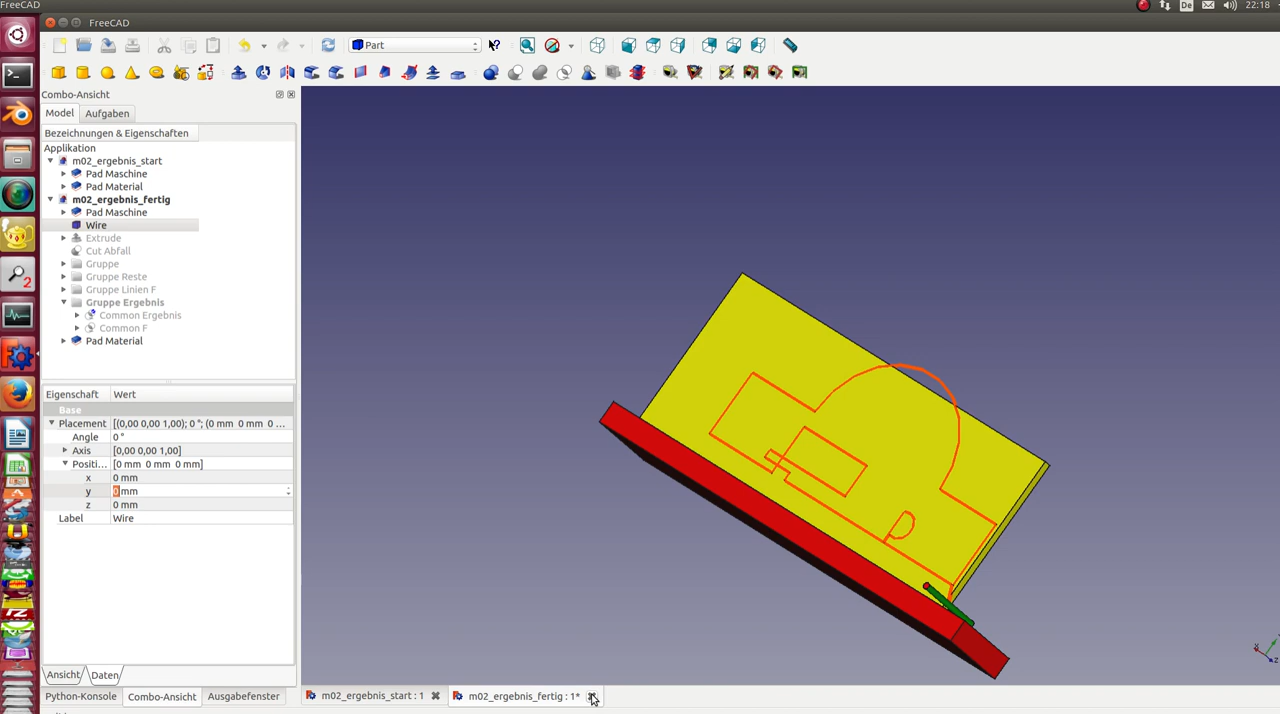 FreeCAD
De
22:18
FreeCAD
Part
Combo-Ansicht
Model
Aufgaben
Bezeichnungen & Eigenschaften
Applikation
m02_ergebnis_start
Pad Maschine
Pad Material
m02_ergebnis_fertig
Pad Maschine
Wire
Extrude
Cut Abfall
Gruppe
Gruppe Reste
Gruppe Linien F
Gruppe Ergebnis
Common Ergebnis
Common F
Pad Material
Eigenschaft Wert
Base
Placement [(0,00 0,00 1,00); 0 °; (0 mm 0 mm 0 ...
Angle 0 °
Axis [0,00 0,00 1,00]
Positi... [0 mm 0 mm 0 mm]
x 0 mm
y 0 mm
z 0 mm
Label Wire
Ansicht Daten
Python-Konsole Combo-Ansicht Ausgabefenster
m02_ergebnis_start : 1
m02_ergebnis_fertig : 1*